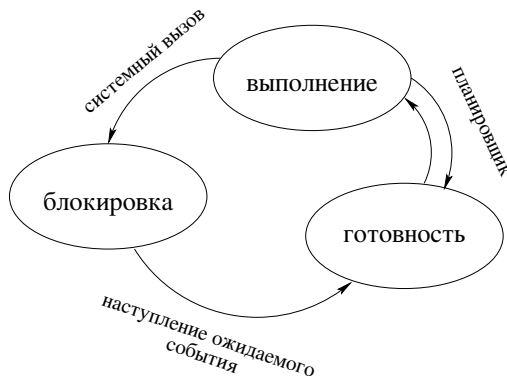 системный вызов
выполнение
планировщик
блокировка
готовность
наступление ожидаемого
события